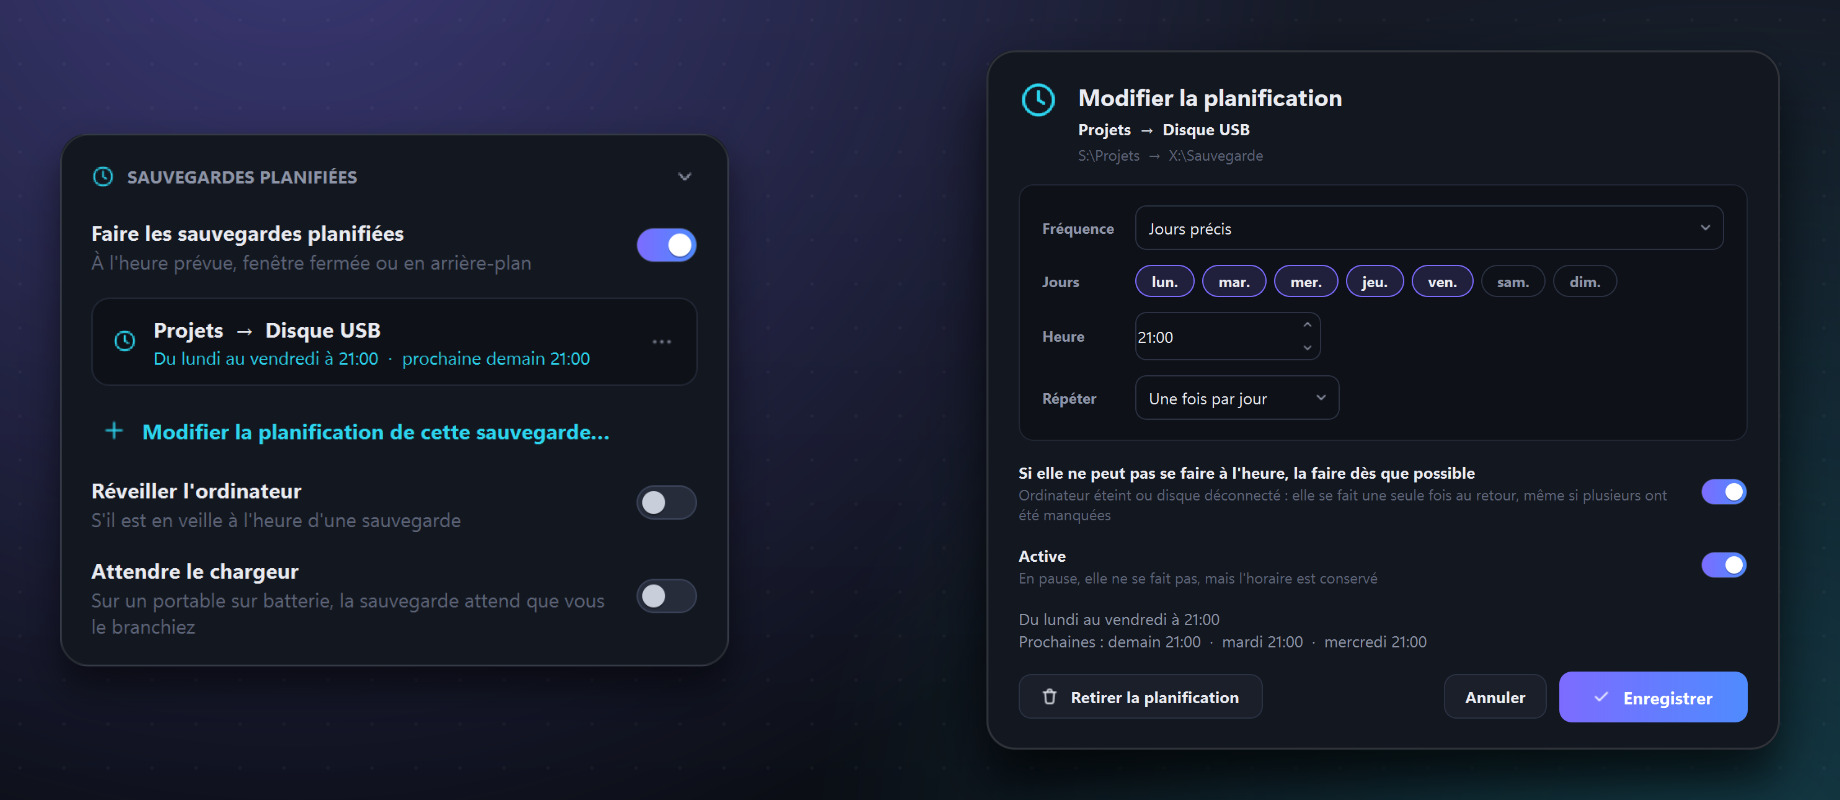 SAUVEGARDES PLANIFIÉES
Faire les sauvegardes planifiées
À l'heure prévue, fenêtre fermée ou en arrière-plan
Projets → Disque USB
Du lundi au vendredi à 21:00 · prochaine demain 21:00
Modifier la planification de cette sauvegarde...
Réveiller l'ordinateur
S'il est en veille à l'heure d'une sauvegarde
Attendre le chargeur
Sur un portable sur batterie, la sauvegarde attend que vous
le branchiez
Modifier la planification
Projets → Disque USB
S:\Projets → X:\Sauvegarde
Fréquence Jours précis
Jours lun. mar. mer. jeu. ven. sam. dim.
Heure 21:00
Répéter Une fois par jour
Si elle ne peut pas se faire à l'heure, la faire dès que possible
Ordinateur éteint ou disque déconnecté : elle se fait une seule fois au retour, même si plusieurs ont
été manquées
Active
En pause, elle ne se fait pas, mais l'horaire est conservé
Du lundi au vendredi à 21:00
Prochaines : demain 21:00 · mardi 21:00 · mercredi 21:00
Retirer la planification Annuler Enregistrer